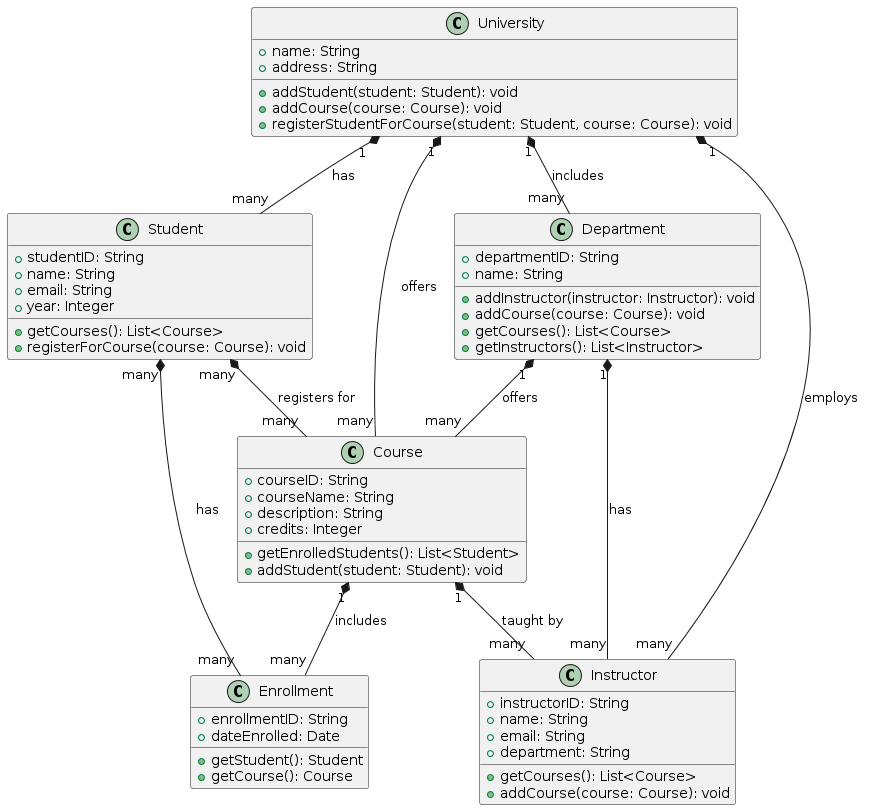 C University
name: String
address: String
addStudent(student: Student): void
addCourse(course: Course): void
registerStudentForCourse(student: Student, course: Course): void
1
1
1
1
has
includes
many
many
C Student
studentID: String
name: String
email: String
year: Integer
getCourses(): List<Course>
registerForCourse(course: Course): void
C Department
departmentID: String
name: String
addInstructor(instructor: Instructor): void
addCourse(course: Course): void
getCourses(): List<Course>
getInstructors(): List<Instructor>
offers
many
many
1
1
registers for
offers
employs
many
many
many
C Course
courseID: String
courseName: String
description: String
credits: Integer
getEnrolledStudents(): List<Student>
addStudent(student: Student): void
has
has
1
1
includes
taught by
many
many
many
many
many
C Enrollment
enrollmentID: String
dateEnrolled: Date
getStudent(): Student
getCourse(): Course
C Instructor
instructorID: String
name: String
email: String
department: String
getCourses(): List<Course>
addCourse(course: Course): void